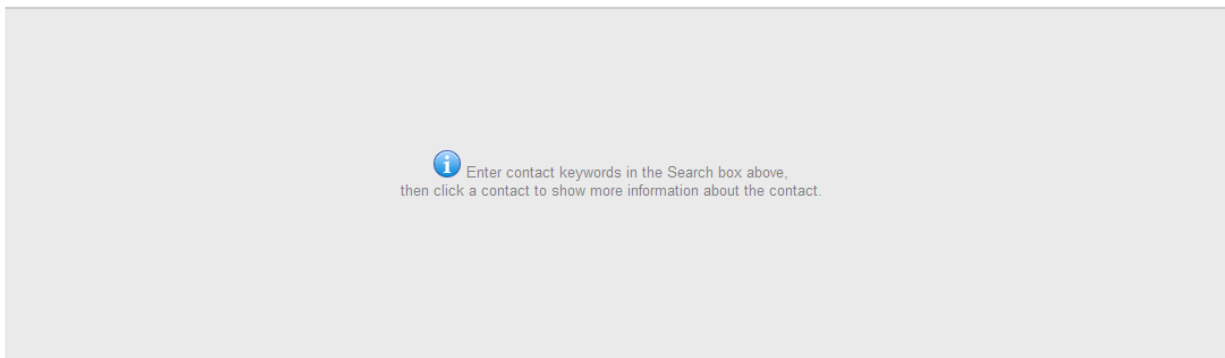 Enter contact keywords in the Search box above,
then click a contact to show more information about the contact.